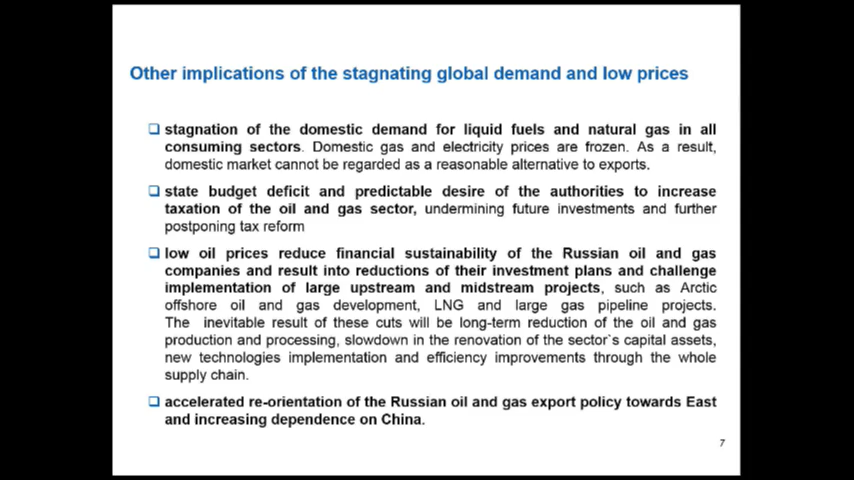 Other implications of the stagnating global demand and low prices
❑ stagnation of the domestic demand for liquid fuels and natural gas in all
consuming sectors. Domestic gas and electricity prices are frozen. As a result,
domestic market cannot be regarded as a reasonable alternative to exports.
❑ state budget deficit and predictable desire of the authorities to increase
taxation of the oil and gas sector, undermining future investments and further
postponing tax reform
❑ low oil prices reduce financial sustainability of the Russian oil and gas
companies and result into reductions of their investment plans and challenge
implementation of large upstream and midstream projects, such as Arctic
offshore oil and gas development, LNG and large gas pipeline projects.
The inevitable result of these cuts will be long-term reduction of the oil and gas
production and processing, slowdown in the renovation of the sector`s capital assets,
new technologies implementation and efficiency improvements through the whole
supply chain.
❑ accelerated re-orientation of the Russian oil and gas export policy towards East
and increasing dependence on China.
7